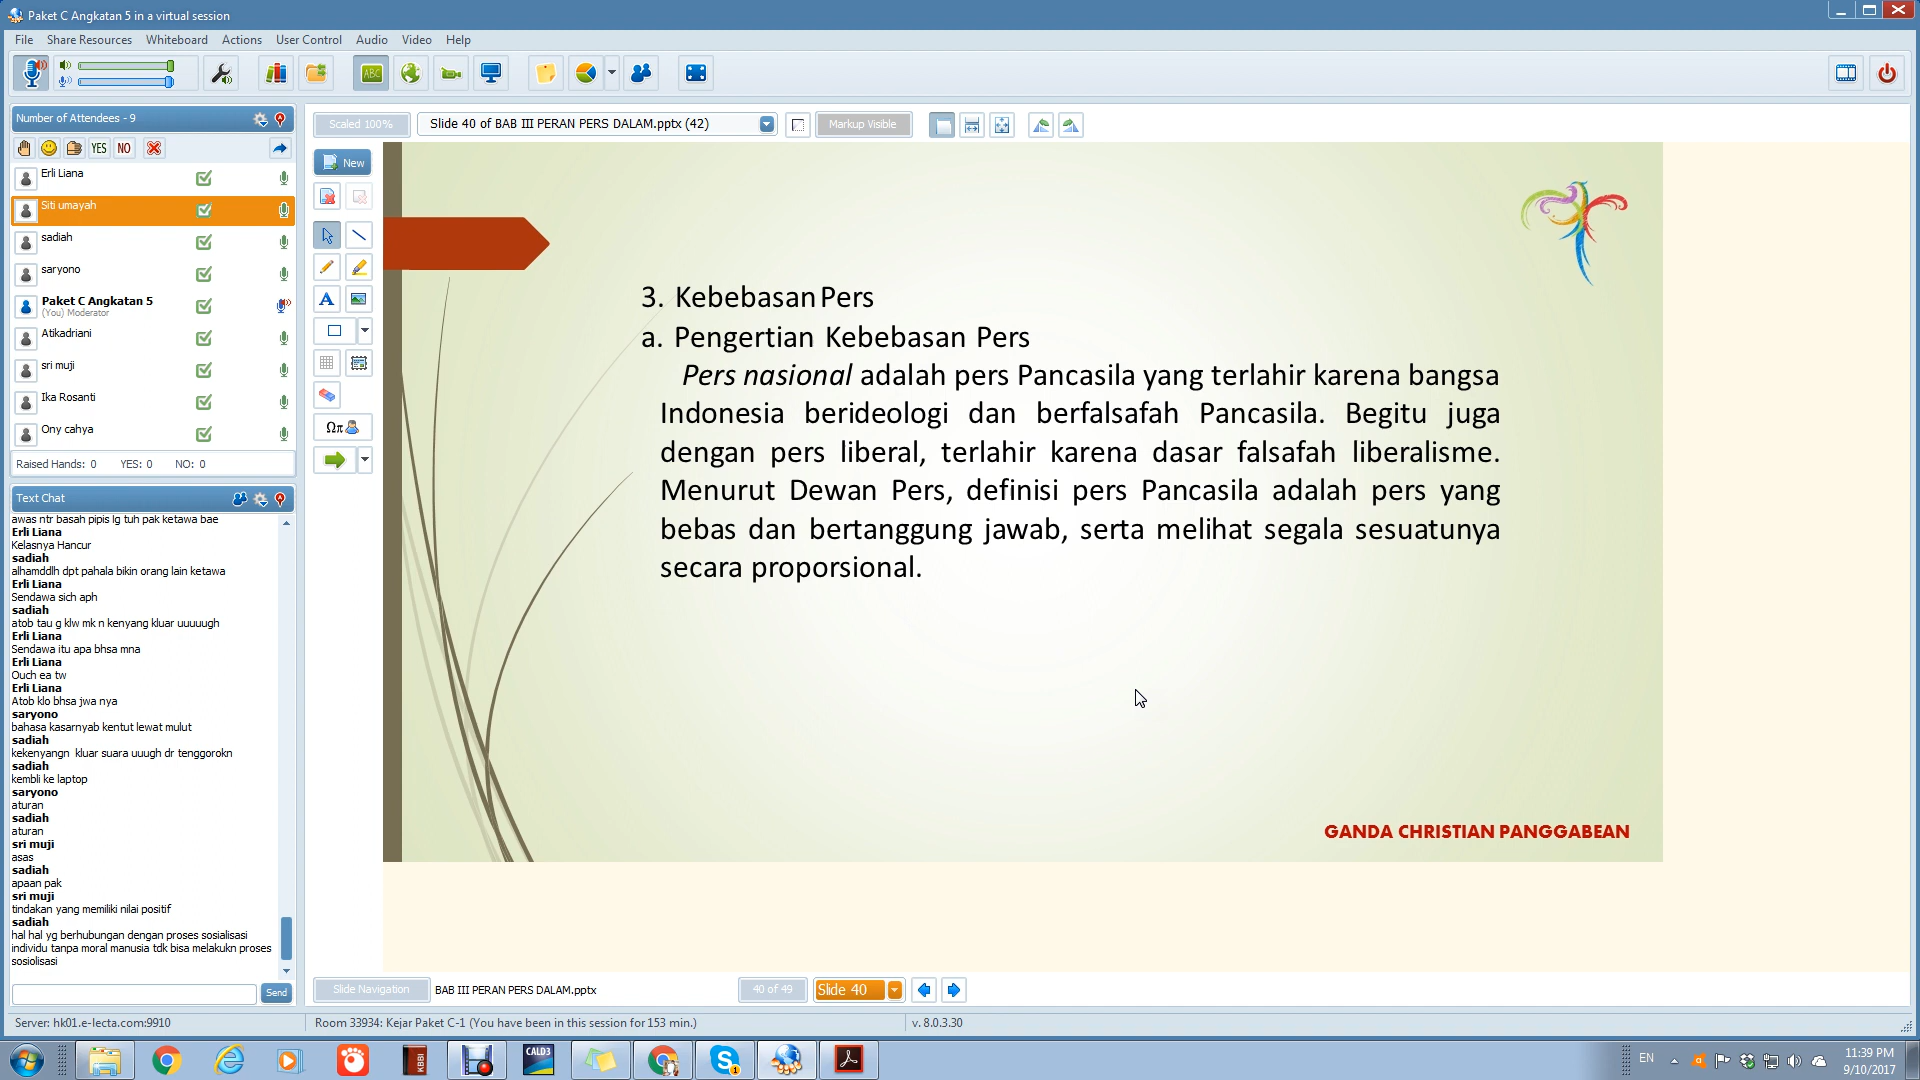 Paket C Angkatan 5 in a virtual session
File Share Resources Whiteboard Actions User Control Audio Video Help
Number of Attendees - 9
YES NO
Erli Liana
Siti umayah
sadiah
saryono
Paket C Angkatan 5
(You) Moderator
Atikadriani
sri muji
Ika Rosanti
Ony cahya
Raised Hands: 0 YES: 0 NO: 0
Text Chat
awas ntr basah pipis lg tuh pak ketawa bae
Erli Liana
Kelasnya Hancur
sadiah
alhamddlh dpt pahala bikin orang lain ketawa
Erli Liana
Sendawa sich aph
sadiah
atob tau g klw mk n kenyang kluar uuuuugh
Erli Liana
Sendawa itu apa bhsa mna
Erli Liana
Ouch ea tw
Erli Liana
Atob klo bhsa jwa nya
saryono
bahasa kasarnyab kentut lewat mulut
sadiah
kekenyangn kluar suara uuugh dr tenggorokn
sadiah
kembli ke laptop
saryono
aturan
sadiah
aturan
sri muji
asas
sadiah
apaan pak
sri muji
tindakan yang memiliki nilai positif
sadiah
hal hal yg berhubungan dengan proses sosialisasi
individu tanpa moral manusia tdk bisa melakukn proses
sosiolisasi
Send
Scaled 100%
Slide 40 of BAB III PERAN PERS DALAM.pptx (42)
Markup Visible
New
ABC
A
Ωπ
3. Kebebasan Pers
a. Pengertian Kebebasan Pers
Pers nasional adalah pers Pancasila yang terlahir karena bangsa
Indonesia berideologi dan berfalsafah Pancasila. Begitu juga
dengan pers liberal, terlahir karena dasar falsafah liberalisme.
Menurut Dewan Pers, definisi pers Pancasila adalah pers yang
bebas dan bertanggung jawab, serta melihat segala sesuatunya
secara proporsional.
GANDA CHRISTIAN PANGGABEAN
Slide Navigation
BAB III PERAN PERS DALAM.pptx
40 of 49
Slide 40
Server: hk01.e-lecta.com:9910
Room 33934: Kejar Paket C-1 (You have been in this session for 153 min.)
v. 8.0.3.30
KBBI
CALD3
EN
11:39 PM
9/10/2017